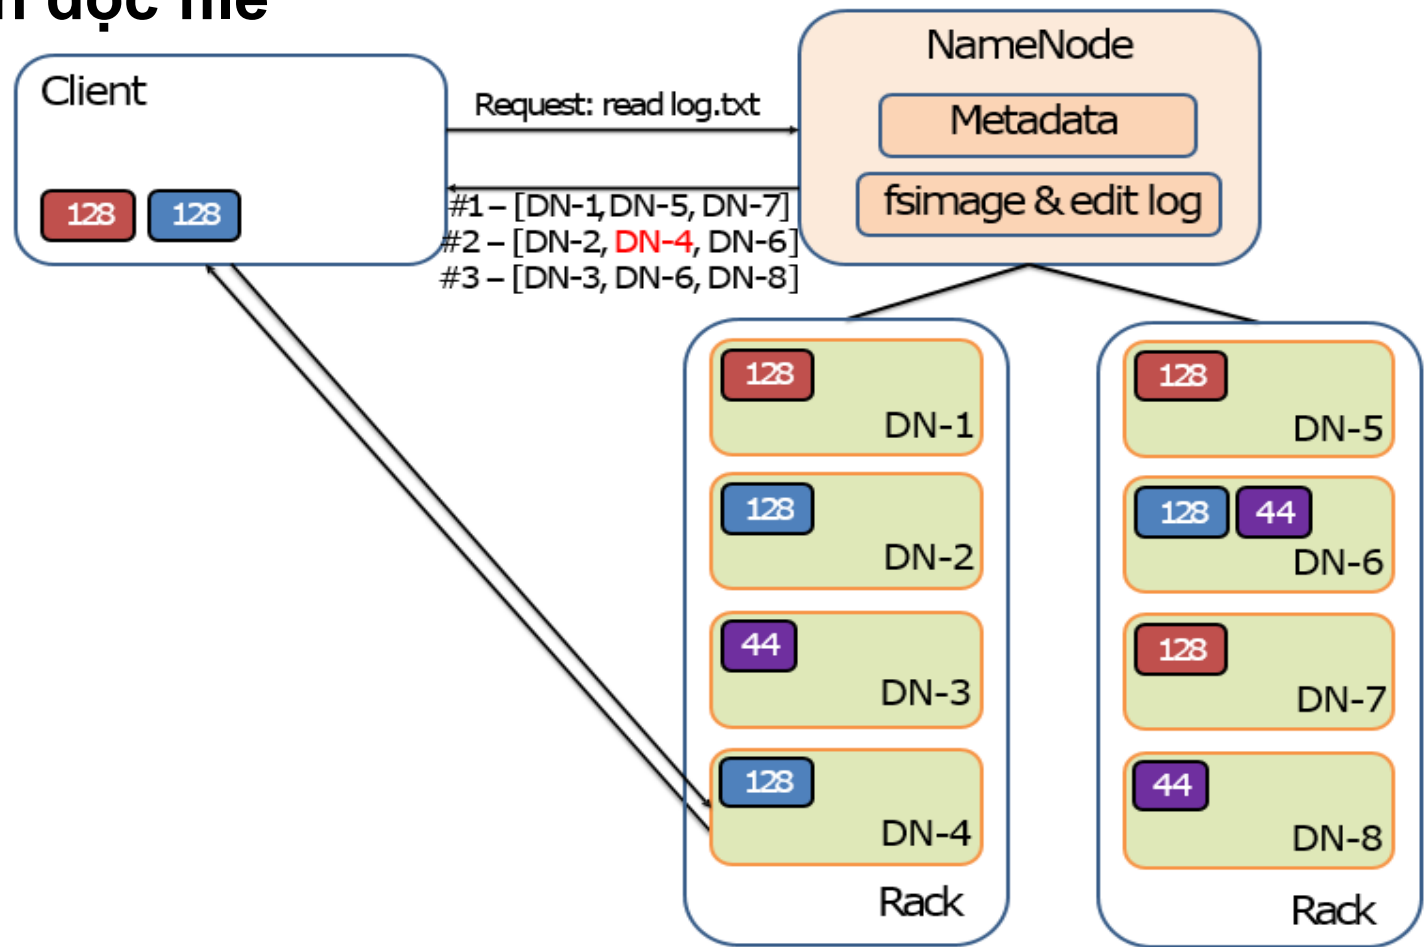 đọc file
Client
128 128
Request: read log.txt
#1 – [DN-1, DN-5, DN-7]
#2 – [DN-2, DN-4, DN-6]
#3 – [DN-3, DN-6, DN-8]
NameNode
Metadata
fsimage & edit log
128
DN-1
128
DN-2
44
DN-3
128
DN-4
Rack
128
DN-5
128 44
DN-6
128
DN-7
44
DN-8
Rack